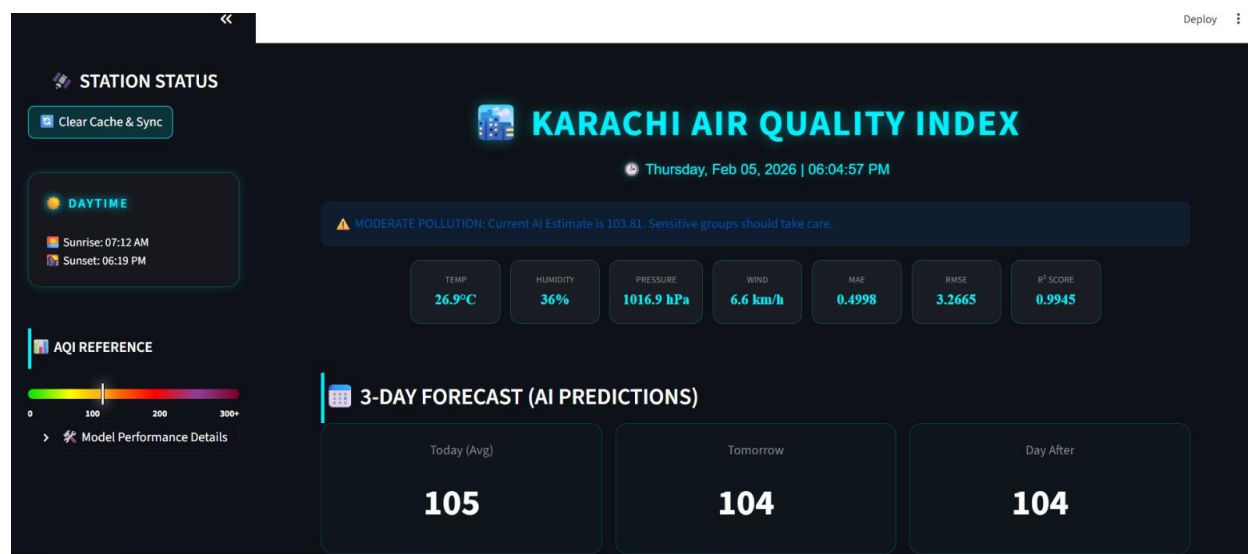 «
Deploy
STATION STATUS
Clear Cache & Sync
DAYTIME
Sunrise: 07:12 AM
Sunset: 06:19 PM
AQI REFERENCE
0 100 200 300+
Model Performance Details
KARACHI AIR QUALITY INDEX
Thursday, Feb 05, 2026 | 06:04:57 PM
MODERATE POLLUTION: Current AI Estimate is 103.81. Sensitive groups should take care.
TEMP
26.9°C
HUMIDITY
36%
PRESSURE
1016.9 hPa
WIND
6.6 km/h
MAE
0.4998
RMSE
3.2665
R² SCORE
0.9945
3-DAY FORECAST (AI PREDICTIONS)
Today (Avg)
105
Tomorrow
104
Day After
104